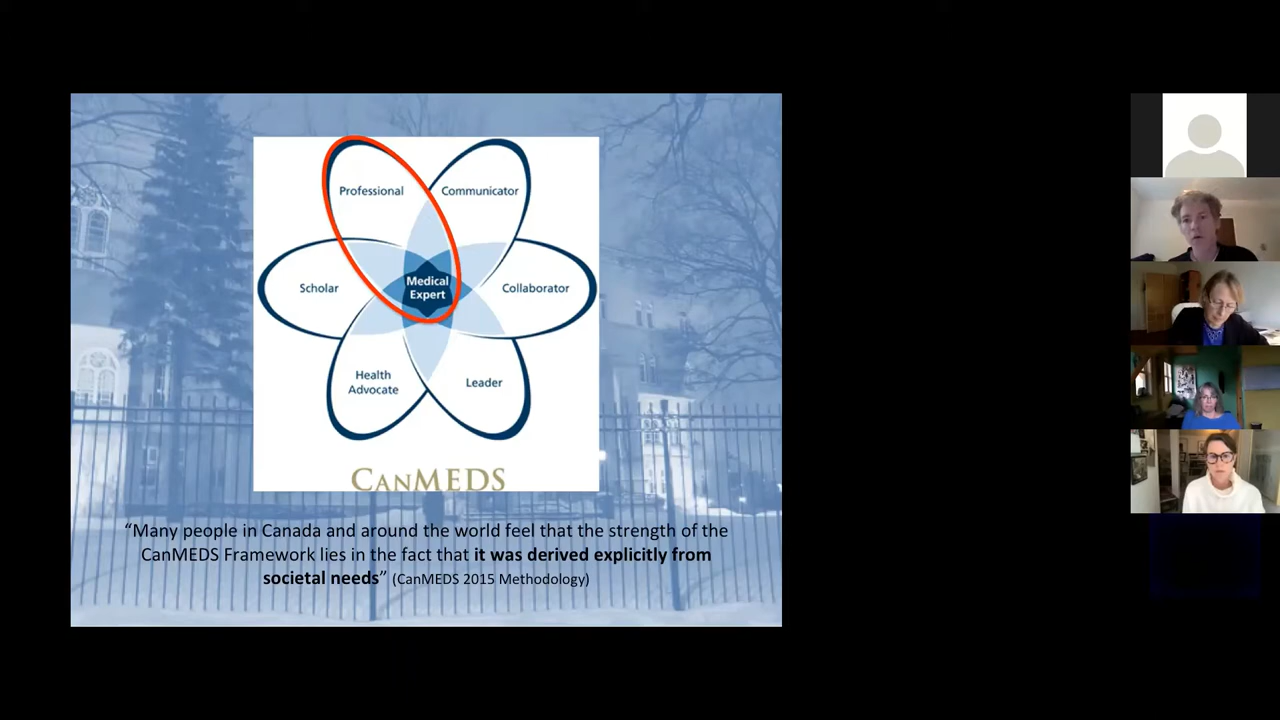 Professional
Communicator
Scholar
Medical
Expert
Collaborator
Health
Advocate
Leader
CANMEDS
“Many people in Canada and around the world feel that the strength of the
CanMEDS Framework lies in the fact that it was derived explicitly from
societal needs” (CanMEDS 2015 Methodology)